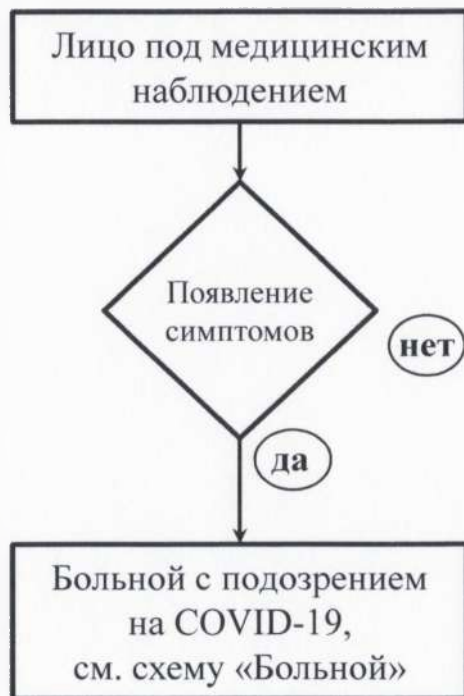 Лицо под медицинским
наблюдением
Появление
симптомов
нет
да
Больной с подозрением
на COVID-19,
см. схему «Больной»